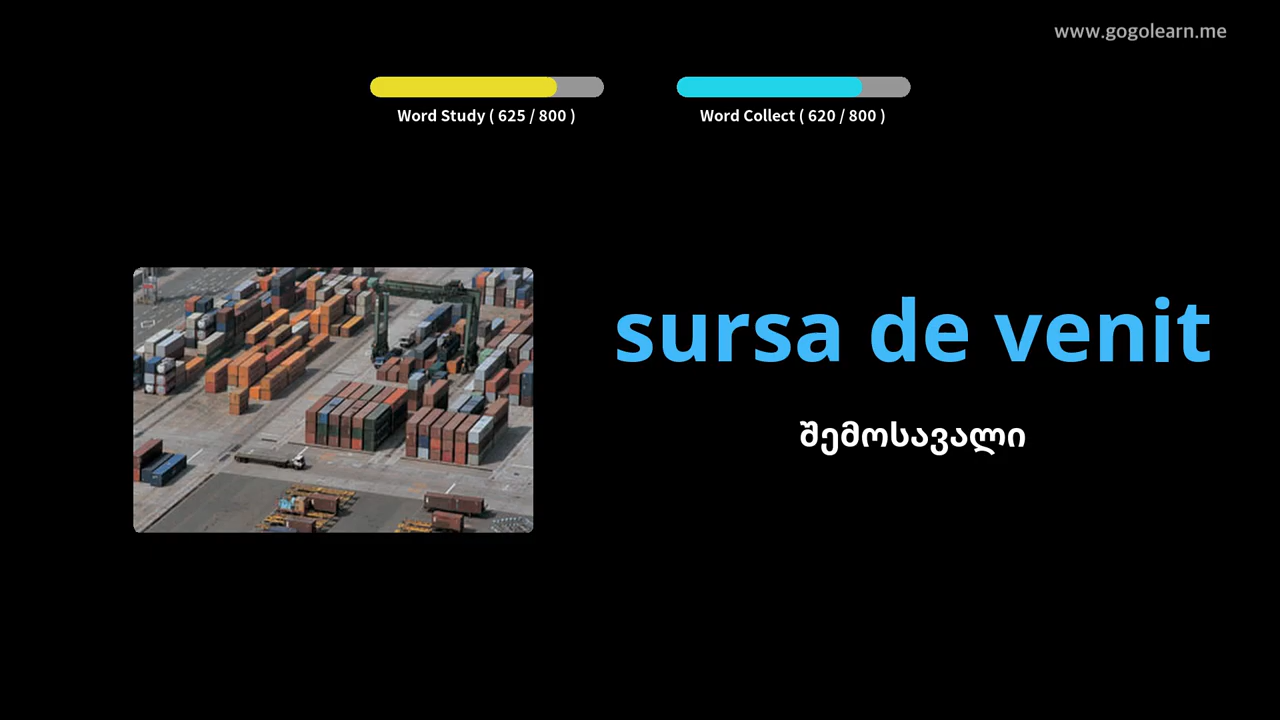 www.gogolearn.me
Word Study ( 625 / 800 )
Word Collect ( 620 / 800 )
sursa de venit
შემოსავალი